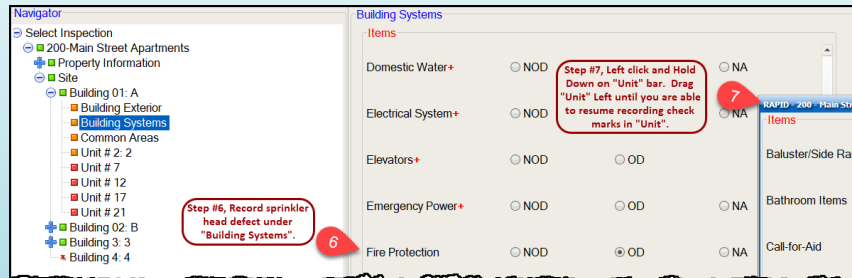 Navigator
Select Inspection
200-Main Street Apartments
Property Information
Site
Building 01: A
Building Exterior
Building Systems
Common Areas
Unit # 2: 2
Unit # 7
Unit # 12
Unit # 17
Unit # 21
Building 02: B
Building 3: 3
Building 4: 4
Step #6, Record sprinkler
head defect under
"Building Systems".
6
Building Systems
Items
Domestic Water+ NOD NA
Electrical System+ NOD NA
Elevators+ NOD OD
Emergency Power+ NOD OD NA
Fire Protection NOD OD NA
Step #7, Left click and Hold
Down on "Unit" bar. Drag
"Unit" Left until you are able
to resume recording check
marks in "Unit".
7
RAPID - 200 - Main Str
Items
Baluster/Side Ra
Bathroom Items
Call-for-Aid